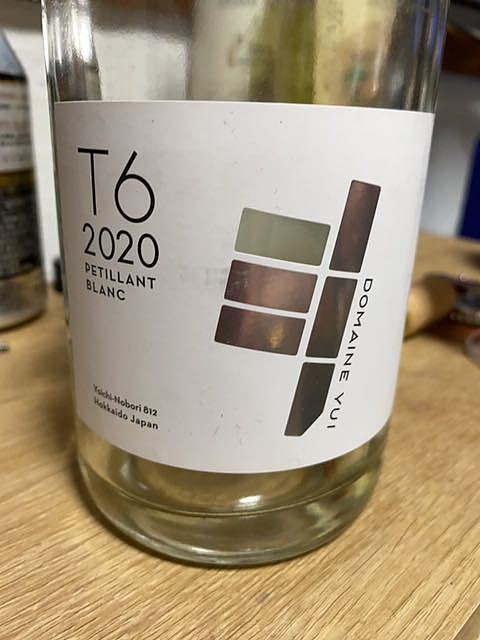 T6
2020
PETILLANT
BLANC
DOMAINE YUI
Yoichi-Nobori 812
Hokkaido Japan